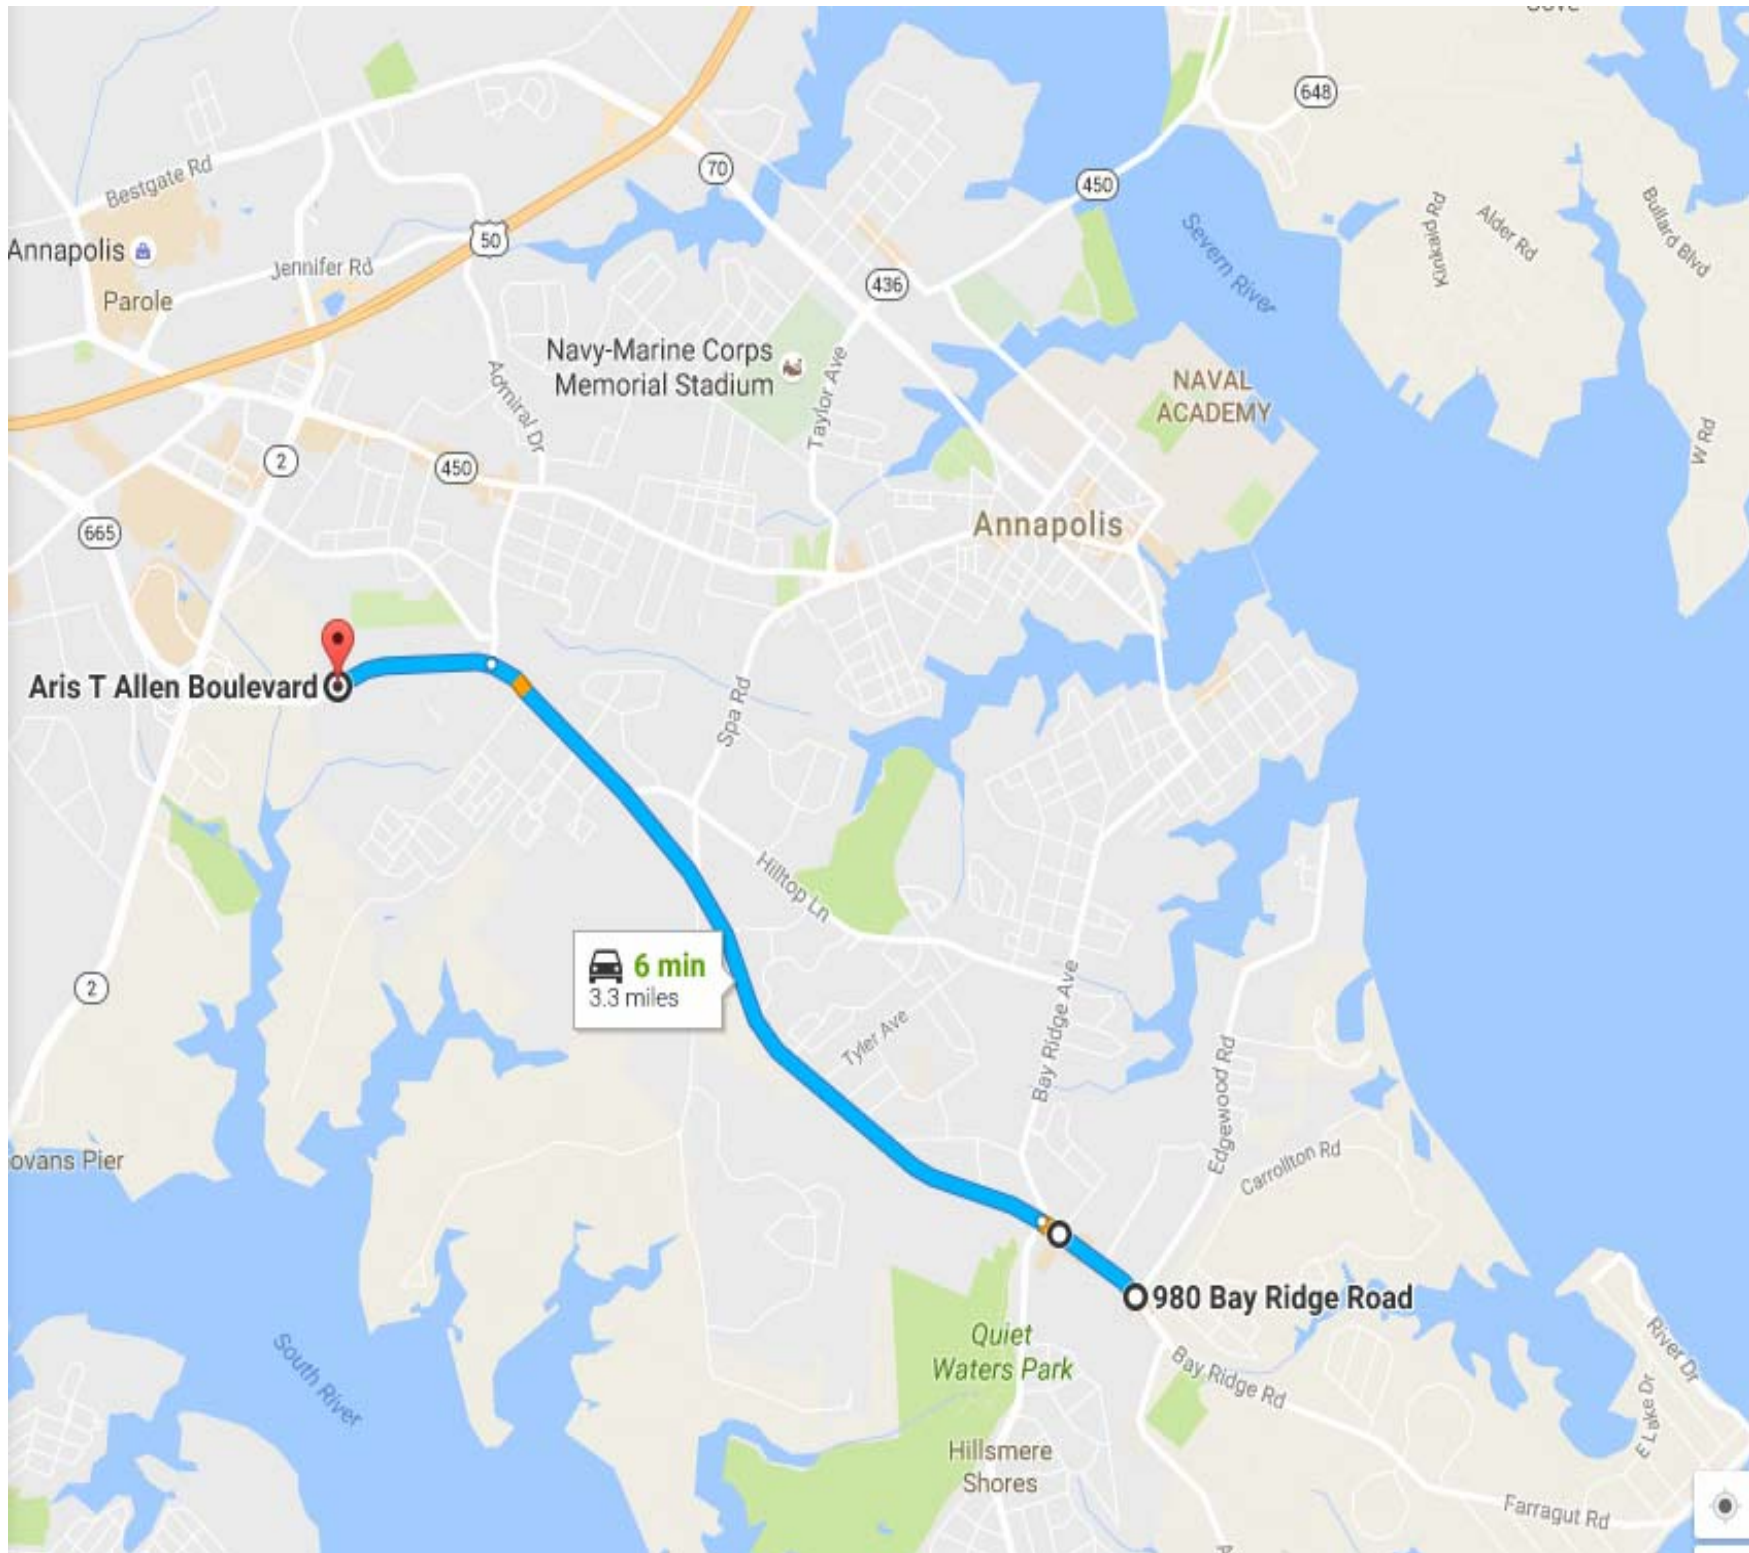 648
Bestgate Rd
70
450
Kinkaid Rd
Alder Rd
Bullard Blvd
Severn River
Annapolis
50
Jennifer Rd
Parole
436
Navy-Marine Corps
Memorial Stadium
Taylor Ave
Admiral Dr
NAVAL
ACADEMY
W Rd
2
450
665
Annapolis
Aris T Allen Boulevard
Spa Rd
Hilltop Ln
6 min
3.3 miles
2
Tyler Ave
Bay Ridge Ave
Edgewood Rd
Carrollton Rd
ovans Pier
980 Bay Ridge Road
Quiet
Waters Park
Bay Ridge Rd
River Dr
E Lake Dr
South River
Hillsmere
Shores
Farragut Rd